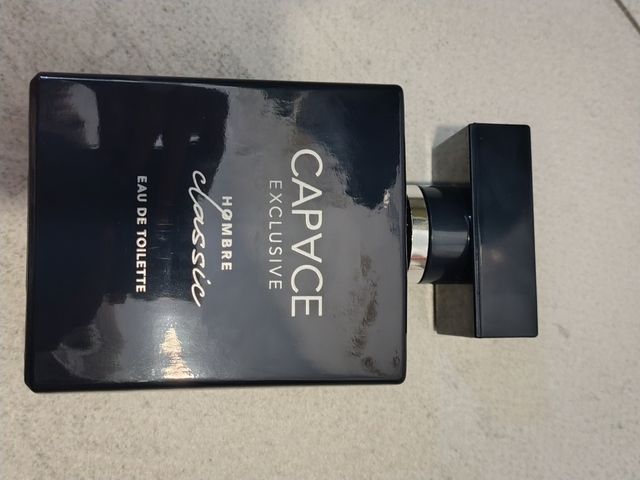 CAPACE
EXCLUSIVE
HOMBRE
classic
EAU DE TOILETTE